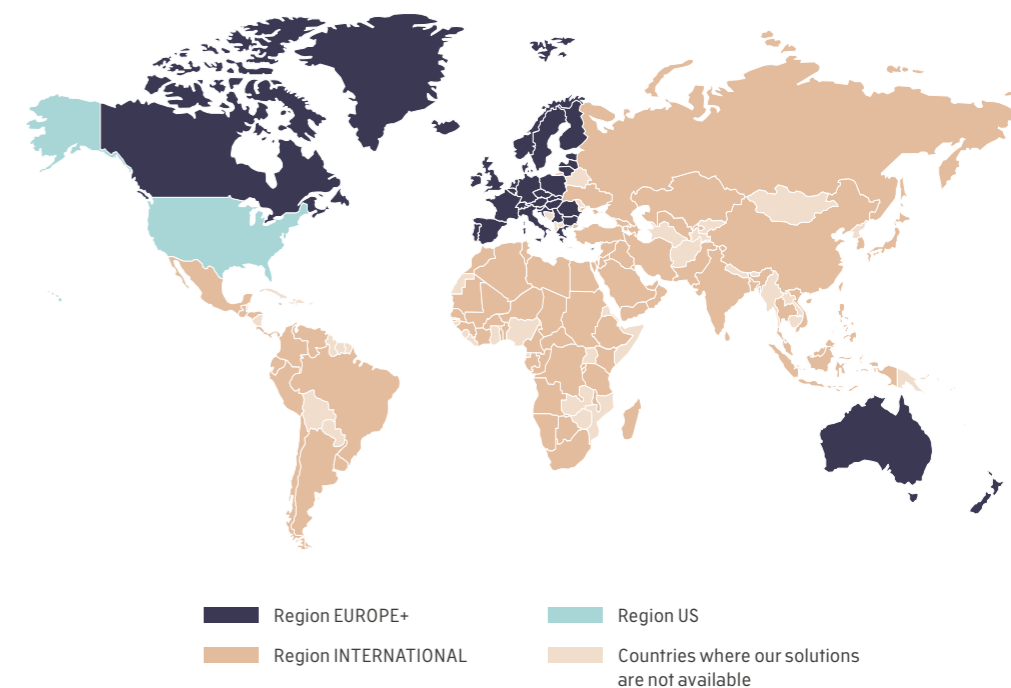 Region EUROPE+
Region US
Region INTERNATIONAL
Countries where our solutions
are not available